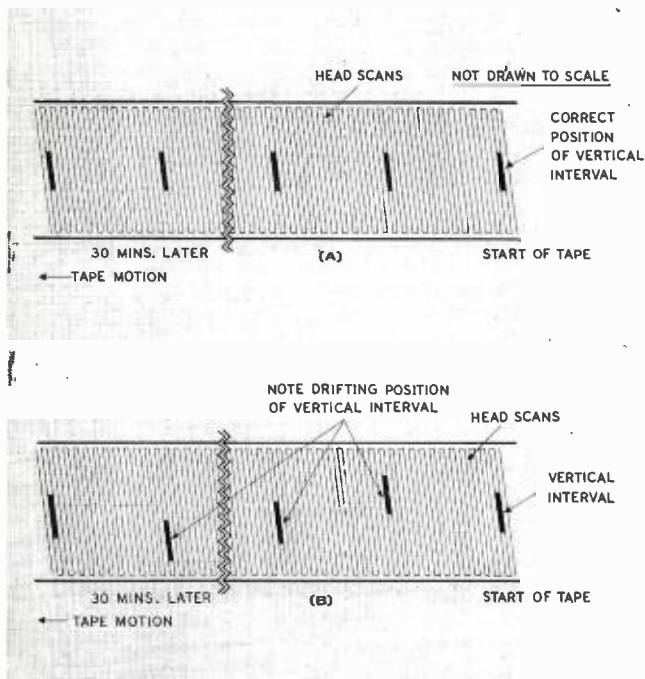 HEAD SCANS
NOT DRAWN TO SCALE
CORRECT
POSITION
OF VERTICAL
INTERVAL
30 MINS. LATER
(A)
START OF TAPE
TAPE MOTION
NOTE DRIFTING POSITION
OF VERTICAL INTERVAL
HEAD SCANS
VERTICAL
INTERVAL
30 MINS. LATER
(B)
START OF TAPE
TAPE MOTION